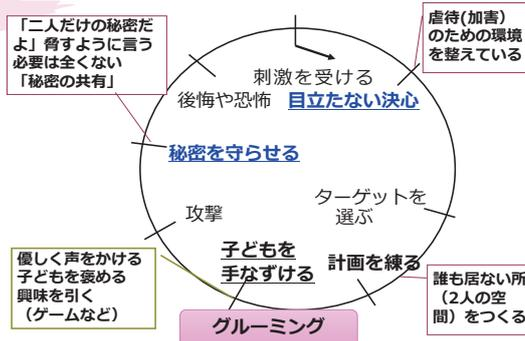 「二人だけの秘密だ
よ」脅すように言う
必要は全くない
「秘密の共有」
虐待(加害)
のための環境
を整えている
刺激を受ける
後悔や恐怖
目立たない決心
秘密を守らせる
ターゲットを
選ぶ
攻撃
子どもを
手なずける
計画を練る
優しく声をかける
子どもを褒める
興味を引く
(ゲームなど)
誰も居ない所
(2人の空
間)をつくる
グルーミング